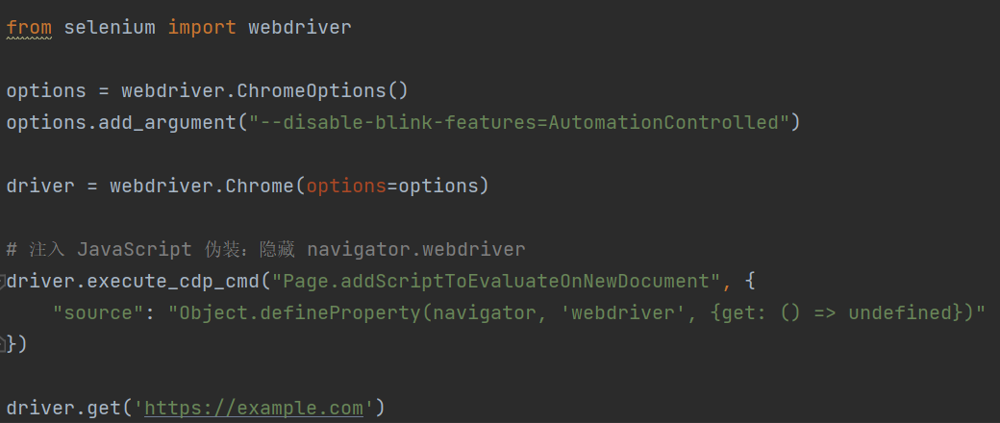 from selenium import webdriver
options = webdriver.ChromeOptions()
options.add_argument("--disable-blink-features=AutomationControlled")
driver = webdriver.Chrome(options=options)
# 注入 JavaScript 伪装：隐藏 navigator.webdriver
driver.execute_cdp_cmd("Page.addScriptToEvaluateOnNewDocument", {
    "source": "Object.defineProperty(navigator, 'webdriver', {get: () => undefined})"
})
driver.get('https://example.com')